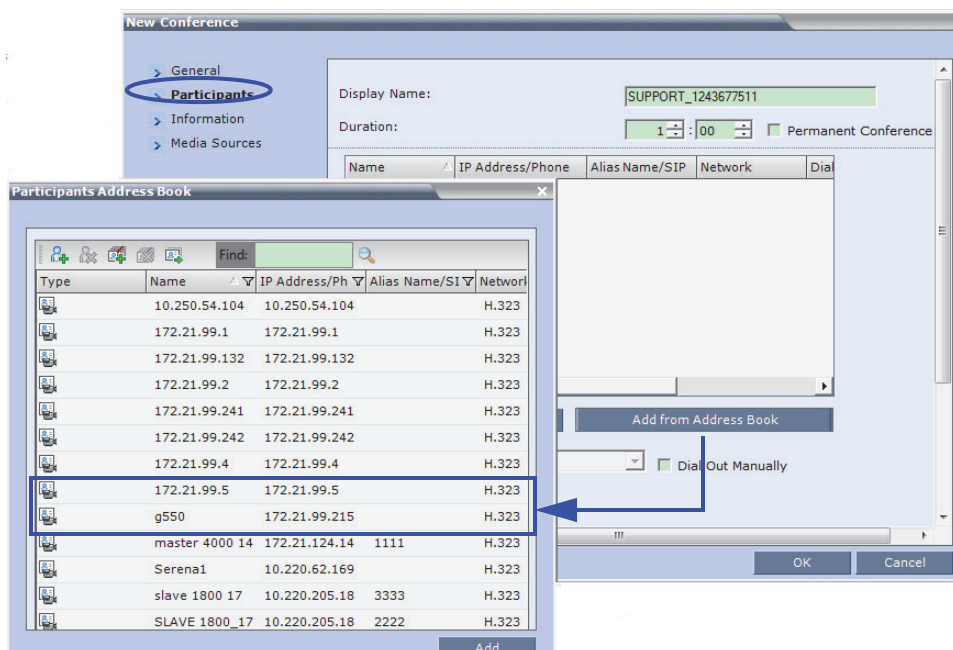 New Conference
General
Participants
Information
Media Sources
Display Name:
SUPPORT_1243677511
Duration:
1 : 00
Permanent Conference
Name IP Address/Phone Alias Name/SIP Network Dial
Add from Address Book
Dial Out Manually
OK Cancel
Participants Address Book
Find:
Type Name IP Address/Ph Alias Name/SI Network
10.250.54.104 10.250.54.104 H.323
172.21.99.1 172.21.99.1 H.323
172.21.99.132 172.21.99.132 H.323
172.21.99.2 172.21.99.2 H.323
172.21.99.241 172.21.99.241 H.323
172.21.99.242 172.21.99.242 H.323
172.21.99.4 172.21.99.4 H.323
172.21.99.5 172.21.99.5 H.323
g550 172.21.99.215 H.323
master 4000 14 172.21.124.14 1111 H.323
Serena1 10.220.62.169 H.323
slave 1800 17 10.220.205.18 3333 H.323
SLAVE 1800_17 10.220.205.18 2222 H.323
Add